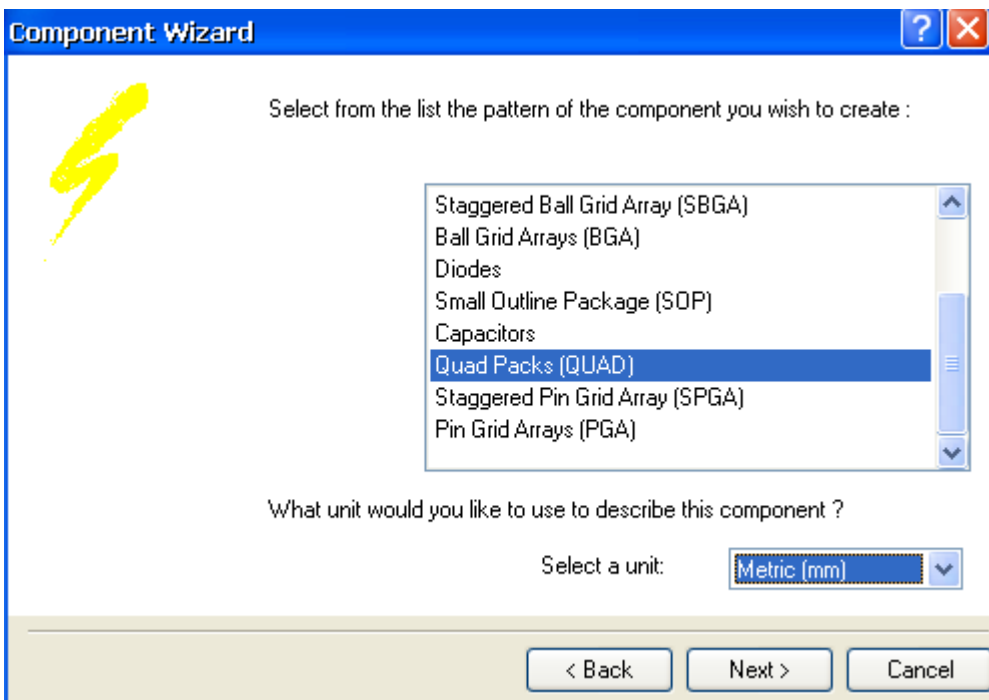 Component Wizard
?
Select from the list the pattern of the component you wish to create :
Staggered Ball Grid Array (SBGA)
Ball Grid Arrays (BGA)
Diodes
Small Outline Package (SOP)
Capacitors
Quad Packs (QUAD)
Staggered Pin Grid Array (SPGA)
Pin Grid Arrays (PGA)
What unit would you like to use to describe this component ?
Select a unit: Metric (mm)
< Back Next > Cancel